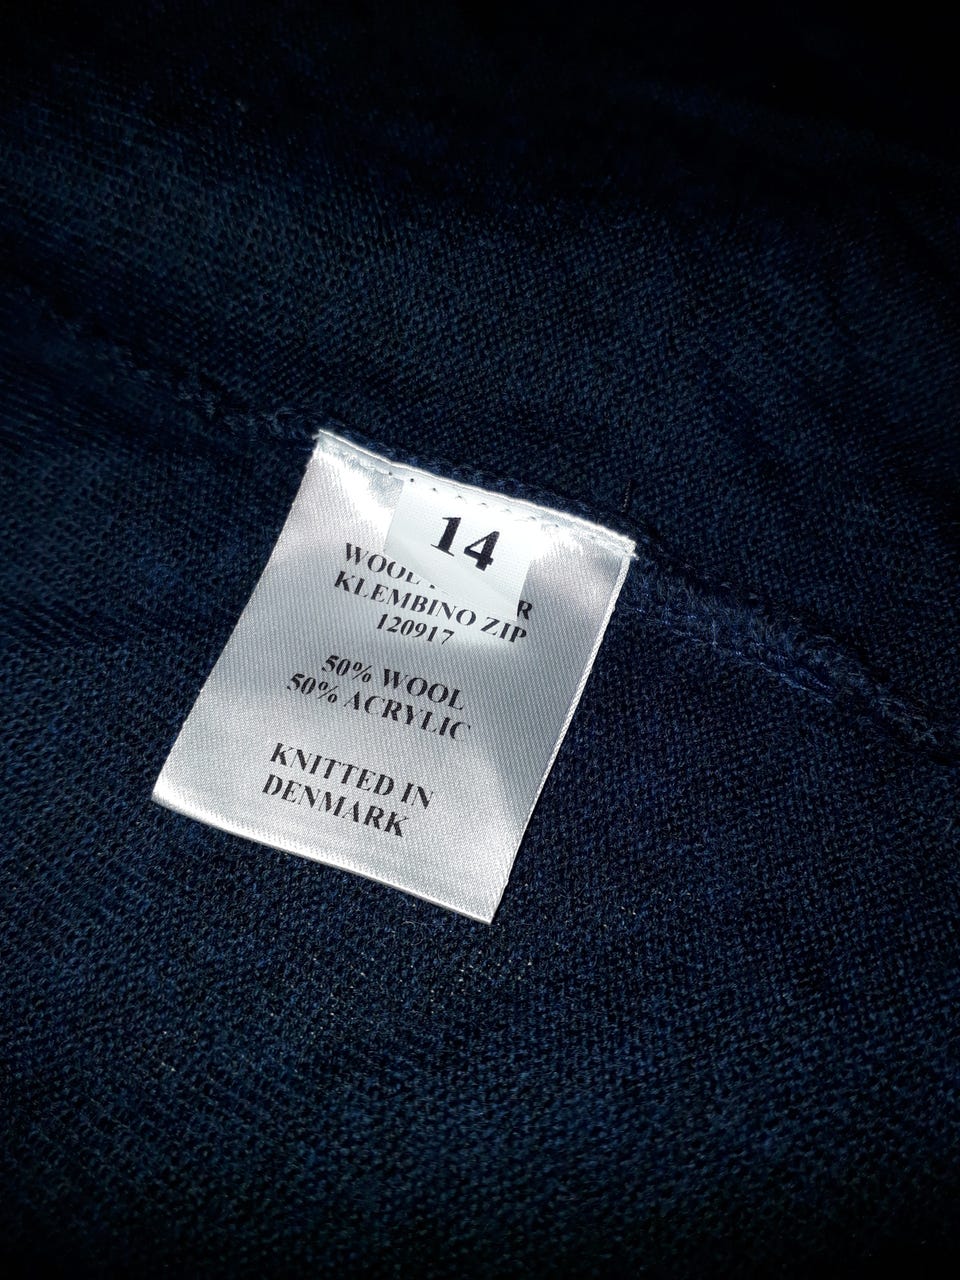 14
WOOL
KLEMBINO ZIP
120917
50% WOOL
50% ACRYLIC
KNITTED IN
DENMARK